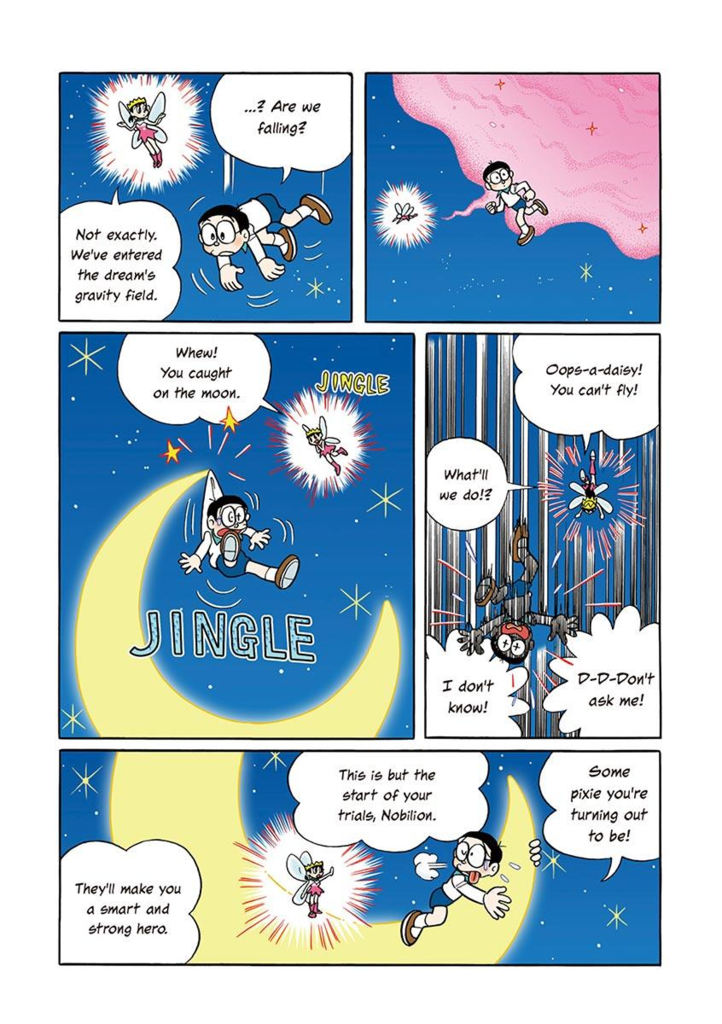 ...? Are we
falling?
Not exactly.
We've entered
the dream's
gravity field.
Whew!
You caught
on the moon.
JINGLE
JINGLE
Oops-a-daisy!
You can't fly!
What'll
we do!?
I don't
know!
D-D-Don't
ask me!
This is but the
start of your
trials, Nobilion.
Some
pixie you're
turning out
to be!
They'll make you
a smart and
strong hero.